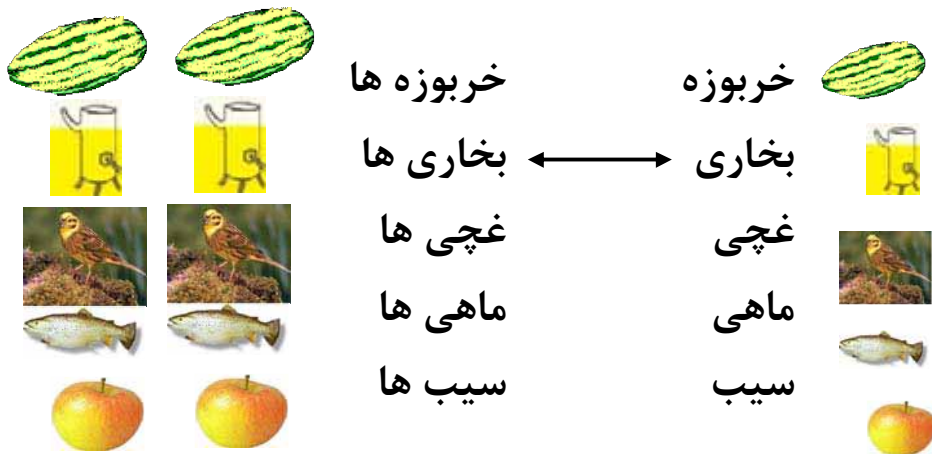 خربوزه خربوزه ها
بخاری بخاری ها
غچی غچی ها
ماهی ماهی ها
سیب سیب ها